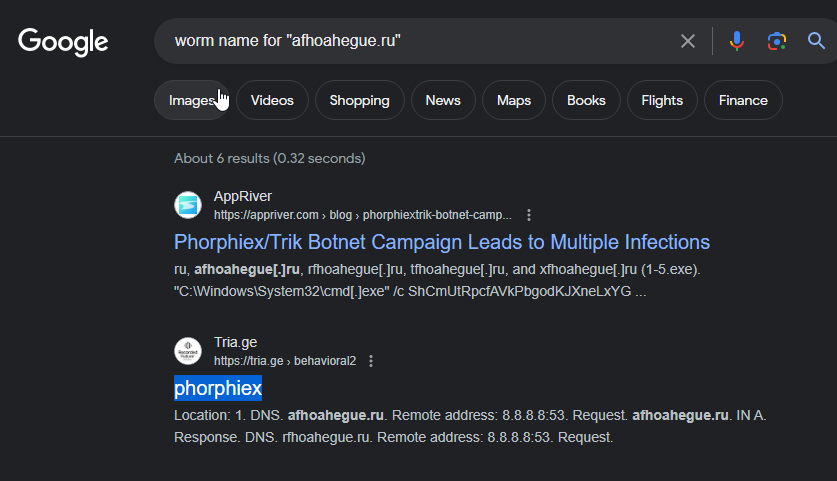 Google
worm name for "afhoahegue.ru"
Images Videos Shopping News Maps Books Flights Finance
About 6 results (0.32 seconds)
AppRiver
https://appriver.com › blog › phorphiextrik-botnet-camp...
Phorphiex/Trik Botnet Campaign Leads to Multiple Infections
ru, afhoahegue[.]ru, rfhoahegue[.]ru, tfhoahegue[.]ru, and xfhoahegue[.]ru (1-5.exe).
"C:\Windows\System32\cmd[.]exe" /c ShCmUtRpcfAVkPbgodKJXneLxYG ...
Recorded Future
Tria.ge
https://tria.ge › behavioral2
phorphiex
Location: 1. DNS. afhoahegue.ru. Remote address: 8.8.8.8:53. Request. afhoahegue.ru. IN A.
Response. DNS. rfhoahegue.ru. Remote address: 8.8.8.8:53. Request.